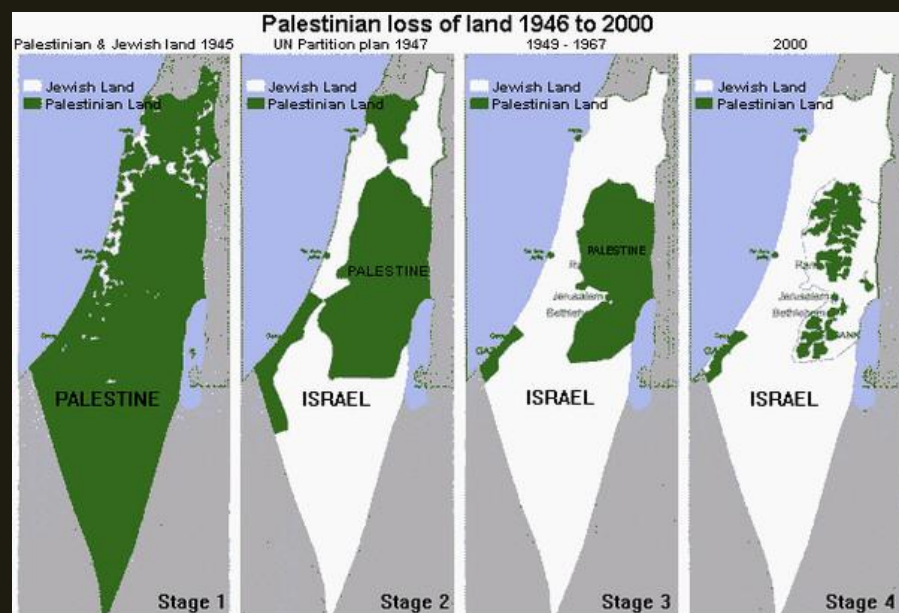 Palestinian loss of land 1946 to 2000
Palestinian & Jewish land 1945
Jewish Land
Palestinian Land
PALESTINE
Stage 1
UN Partition plan 1947
Jewish Land
Palestinian Land
PALESTINE
ISRAEL
Stage 2
1949 - 1967
Jewish Land
Palestinian Land
PALESTINE
Jerusalem
ISRAEL
Stage 3
2000
Jewish Land
Palestinian Land
Jerusalem
Bethlehem
ISRAEL
Stage 4